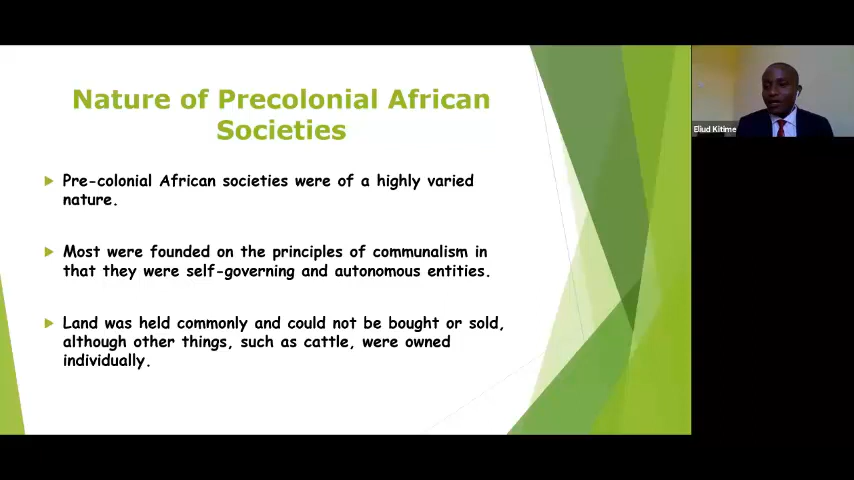 Nature of Precolonial African
Societies
Pre-colonial African societies were of a highly varied
nature.
Most were founded on the principles of communalism in
that they were self-governing and autonomous entities.
Land was held commonly and could not be bought or sold,
although other things, such as cattle, were owned
individually.
Eliud Kitime